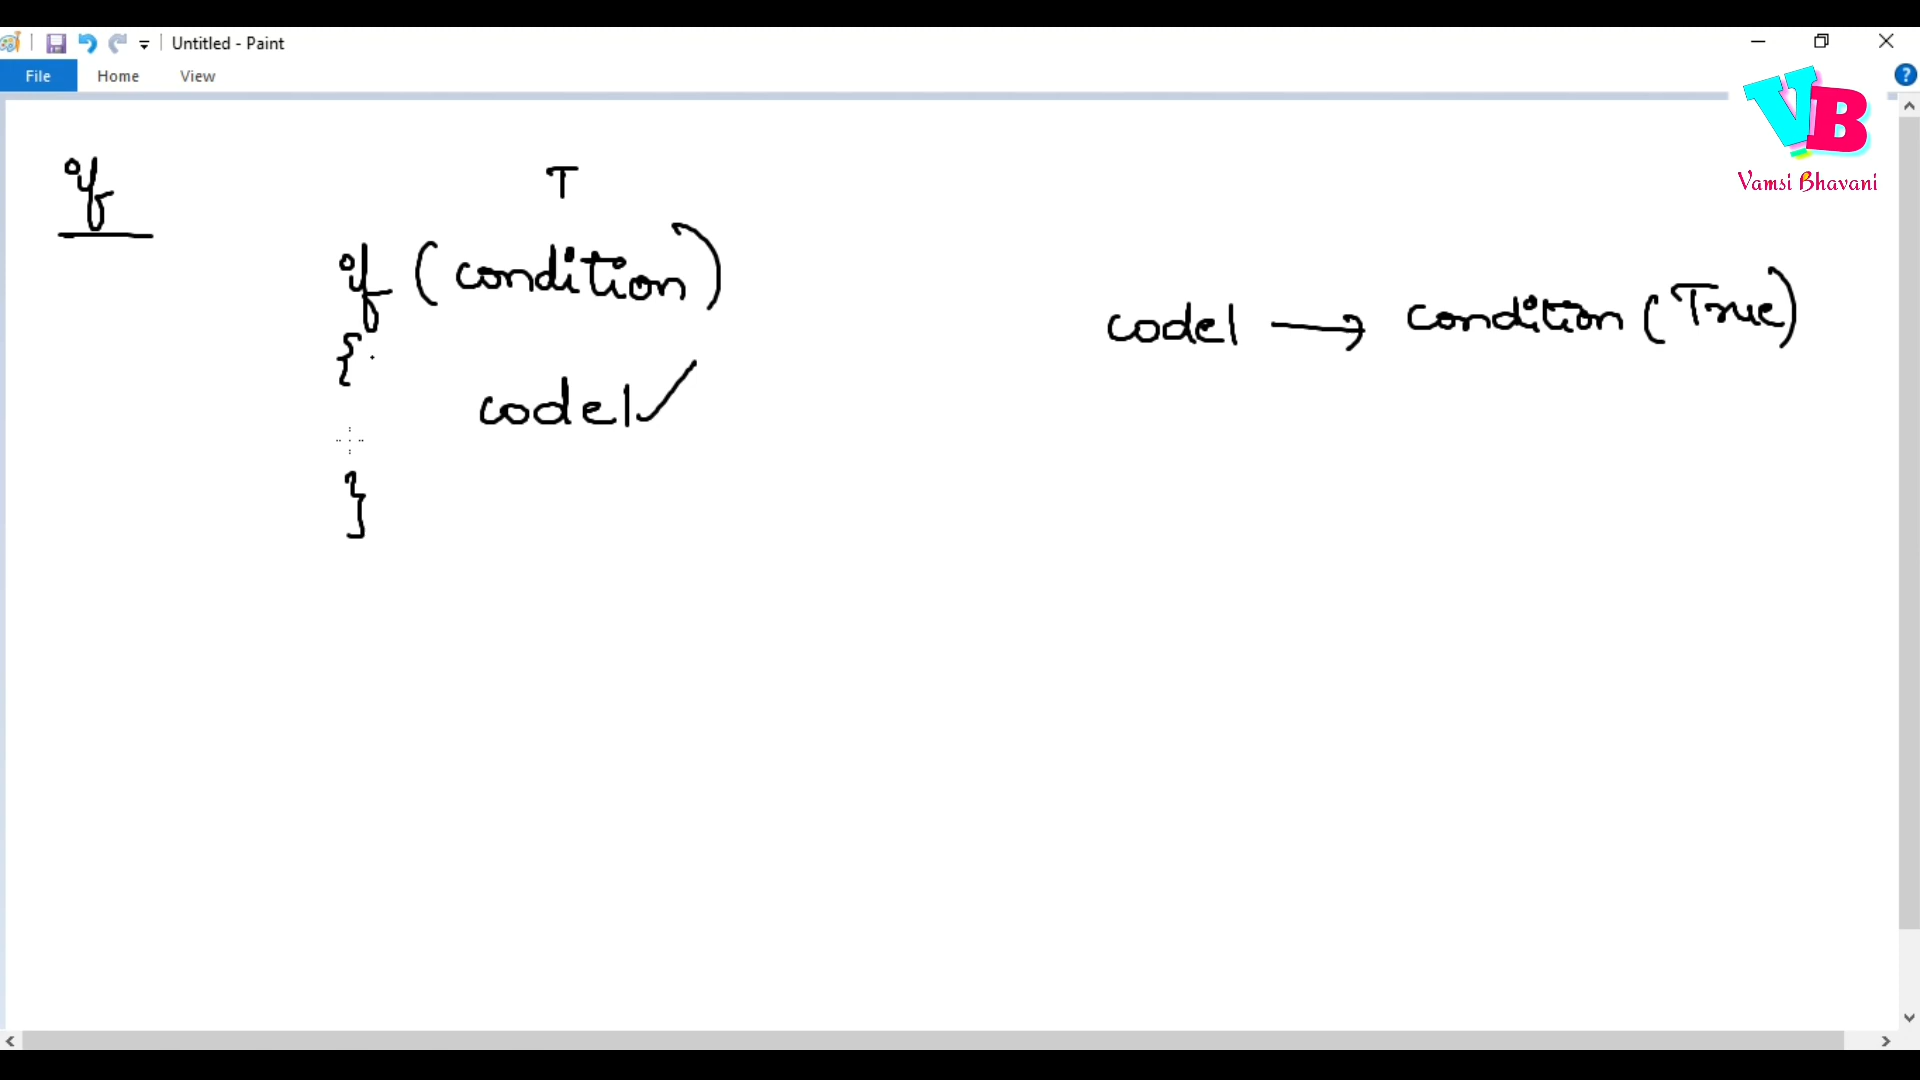 Untitled - Paint
File Home View
?
VB
Vamsi Bhavani
if
T
if (condition)
{
code1 ✓
}
code1 → condition (True)